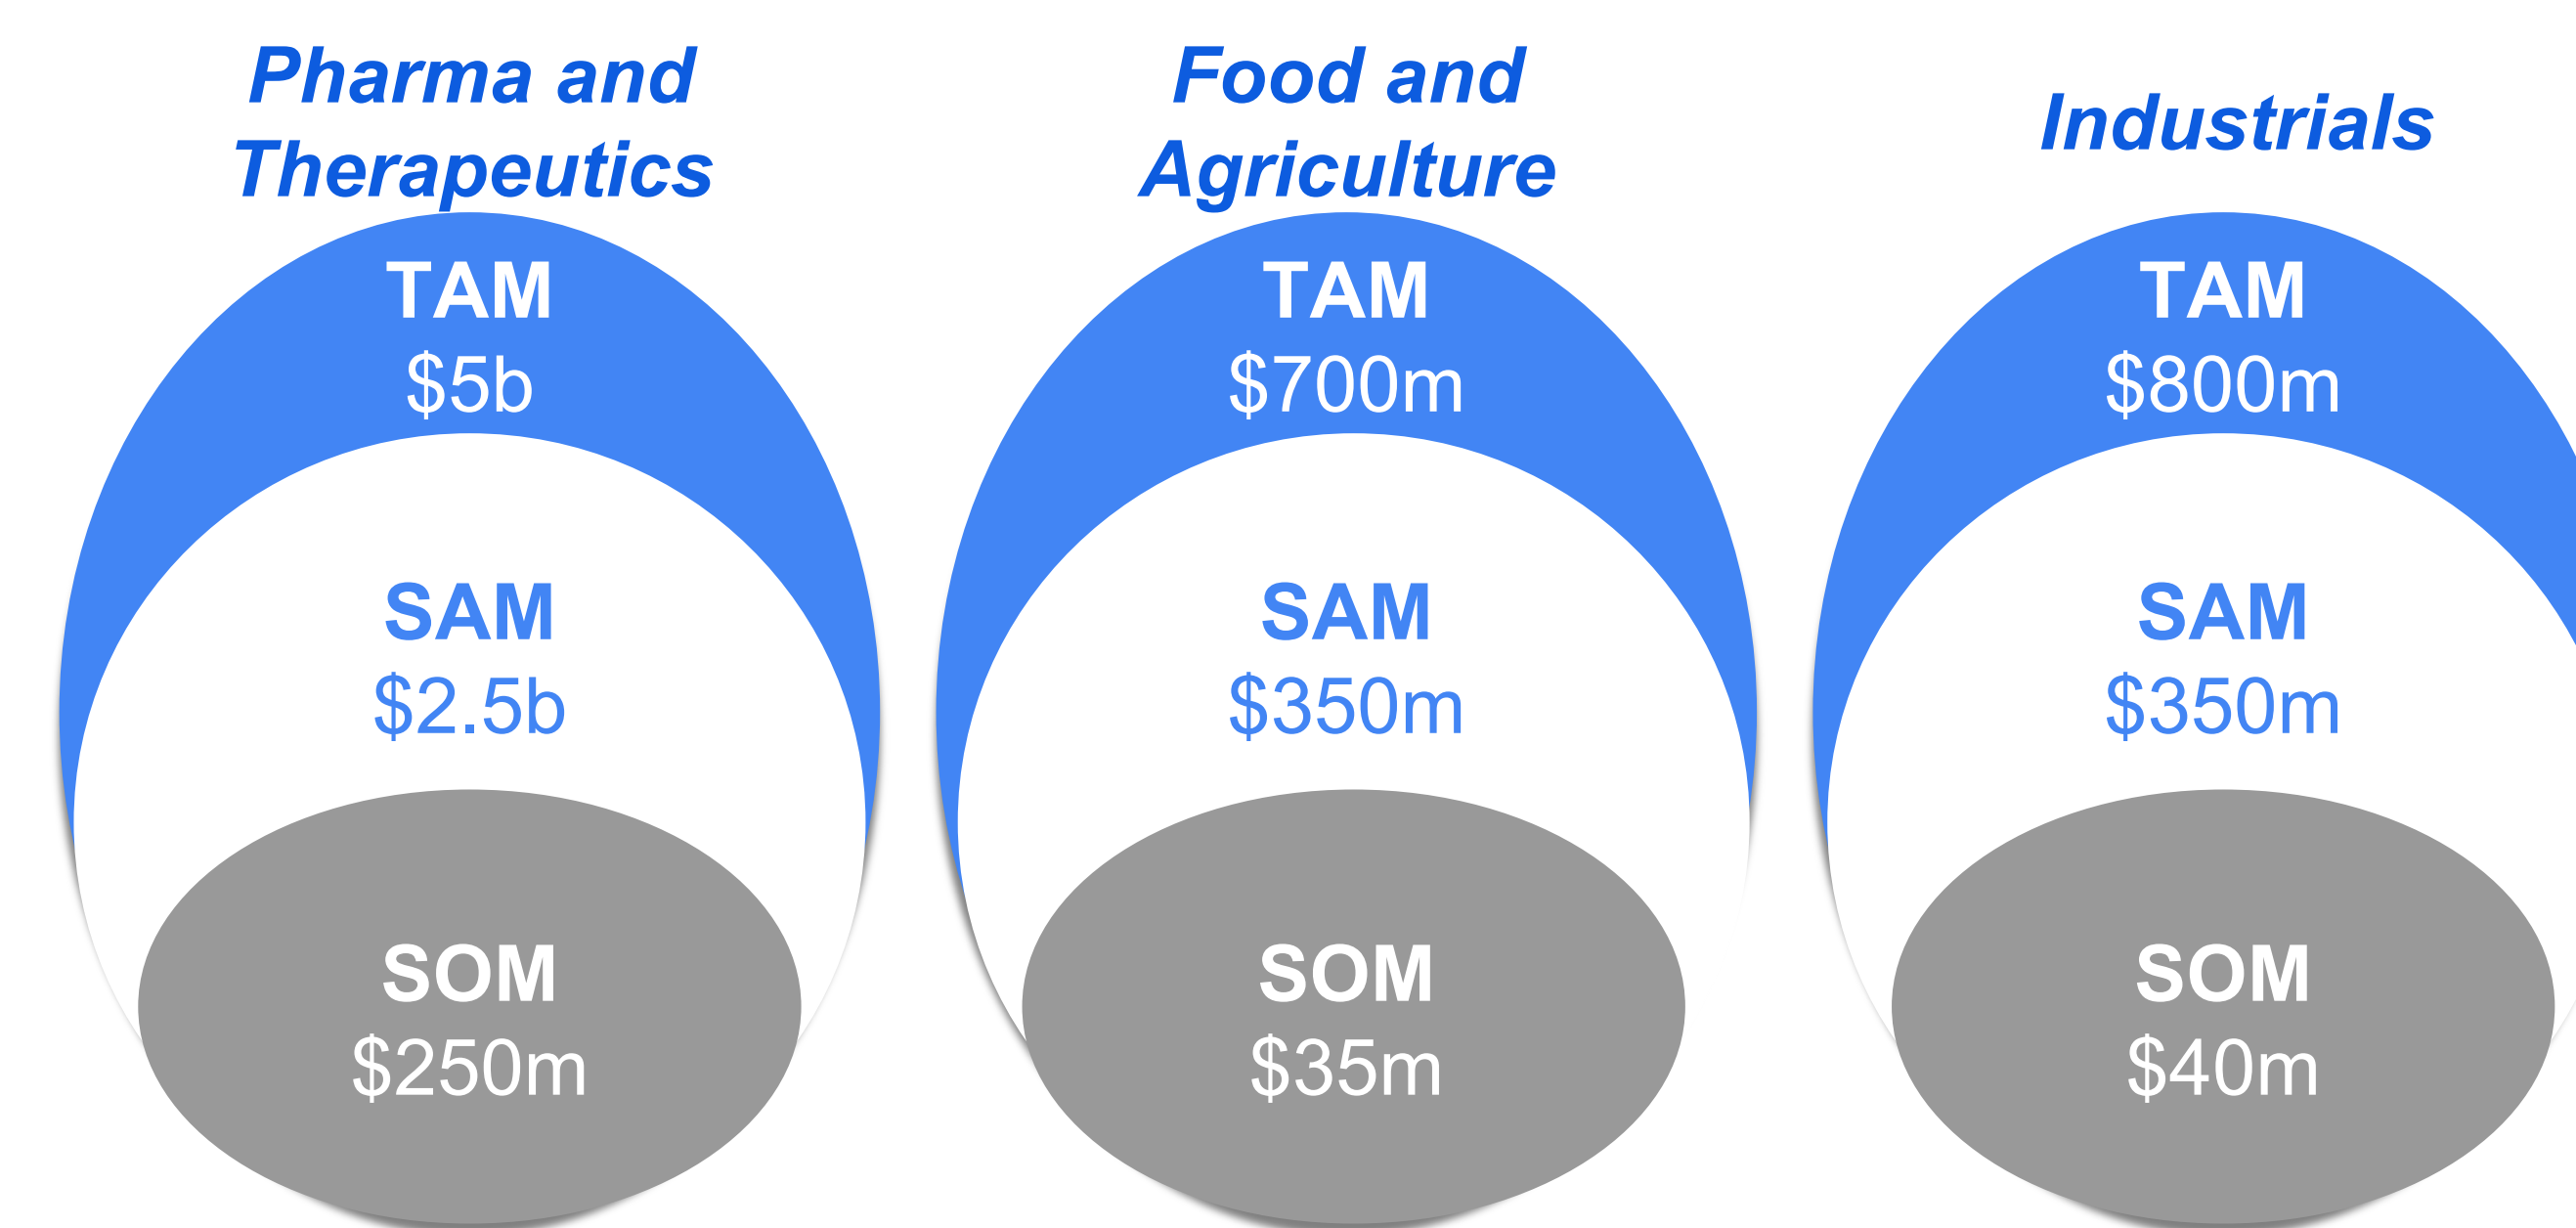 Pharma and
Therapeutics
TAM
$5b
SAM
$2.5b
SOM
$250m
Food and
Agriculture
TAM
$700m
SAM
$350m
SOM
$35m
Industrials
TAM
$800m
SAM
$350m
SOM
$40m